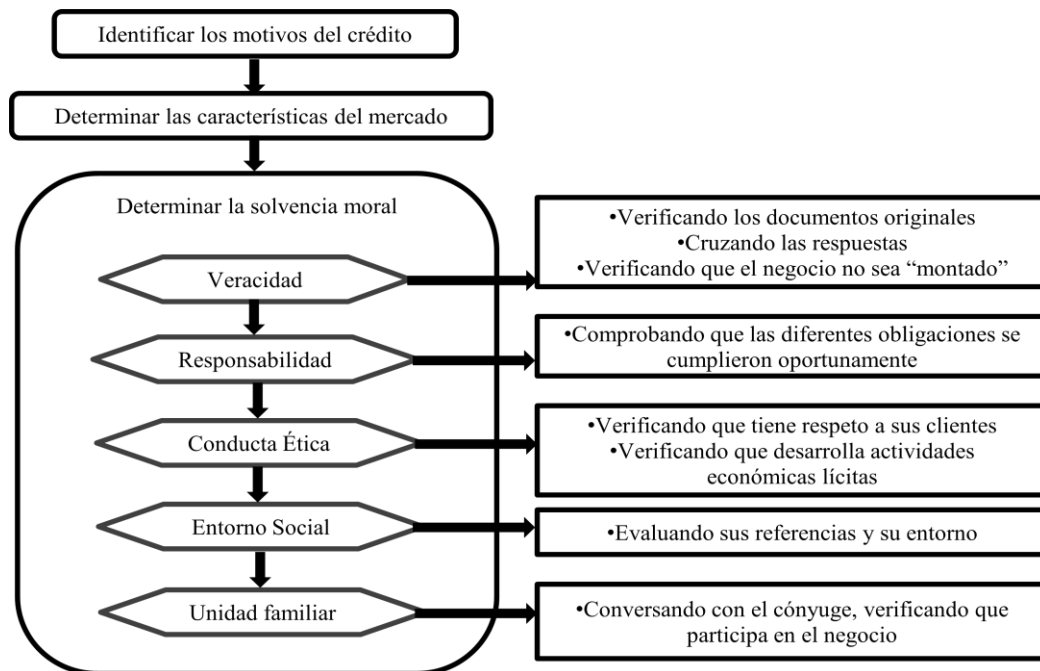 Identificar los motivos del crédito
Determinar las características del mercado
Determinar la solvencia moral
Veracidad
•Verificando los documentos originales
•Cruzando las respuestas
•Verificando que el negocio no sea “montado”
Responsabilidad
•Comprobando que las diferentes obligaciones se
cumplieron oportunamente
Conducta Ética
•Verificando que tiene respeto a sus clientes
•Verificando que desarrolla actividades
económicas lícitas
Entorno Social
•Evaluando sus referencias y su entorno
Unidad familiar
•Conversando con el cónyuge, verificando que
participa en el negocio